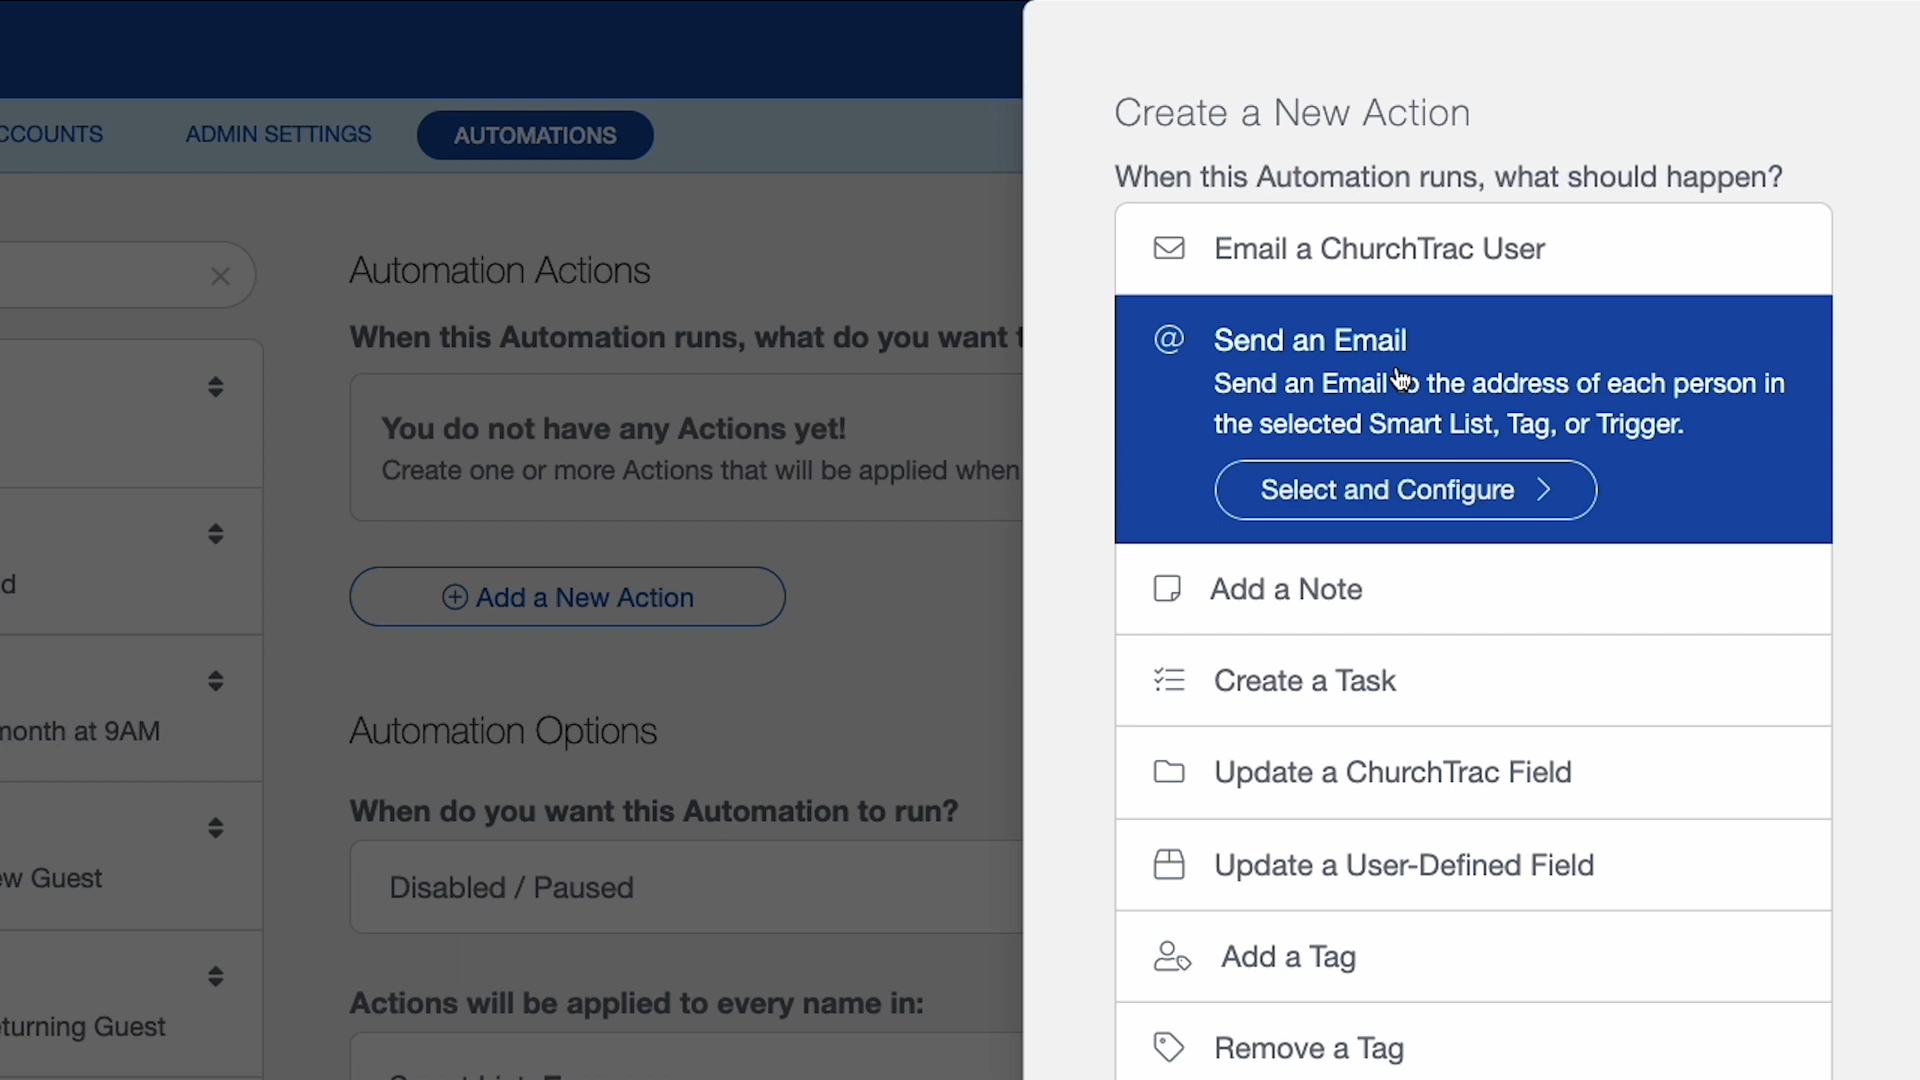 CCOUNTS
ADMIN SETTINGS
AUTOMATIONS
d
month at 9AM
ew Guest
eturning Guest
Automation Actions
When this Automation runs, what do you want t
You do not have any Actions yet!
Create one or more Actions that will be applied when
Add a New Action
Automation Options
When do you want this Automation to run?
Disabled / Paused
Actions will be applied to every name in:
Create a New Action
When this Automation runs, what should happen?
Email a ChurchTrac User
@ Send an Email
Send an Email to the address of each person in
the selected Smart List, Tag, or Trigger.
Select and Configure
Add a Note
Create a Task
Update a ChurchTrac Field
Update a User-Defined Field
Add a Tag
Remove a Tag